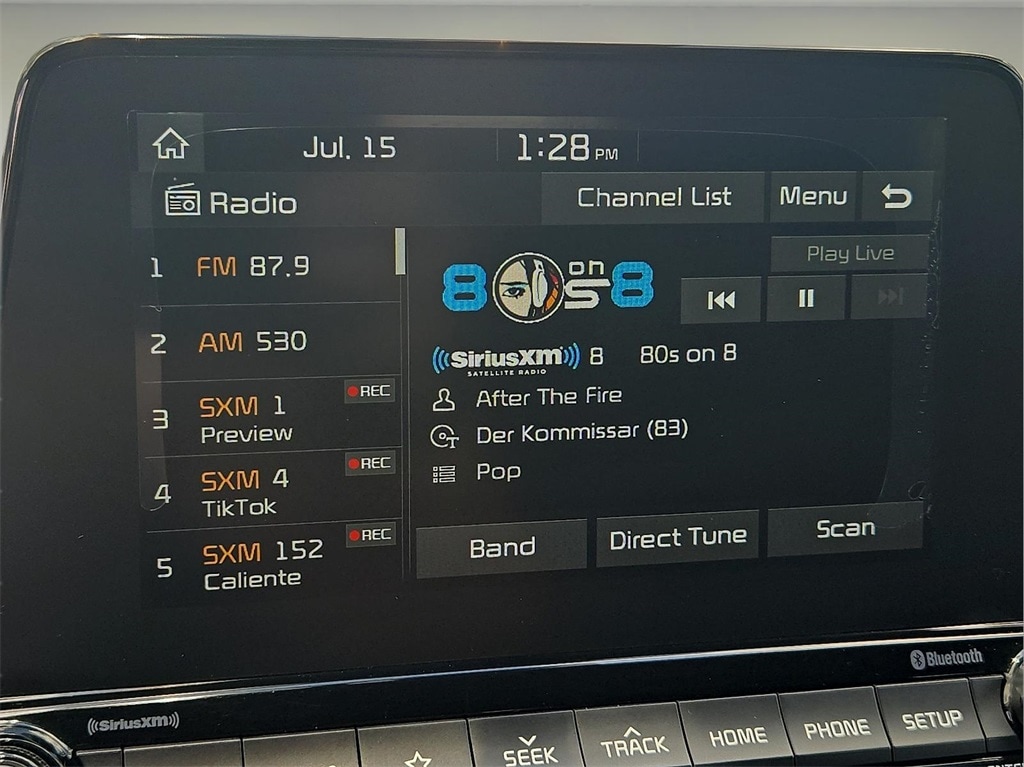 Jul. 15 1:28 PM
Radio Channel List Menu
1 FM 87.9
Play Live
80s on 8
2 AM 530
SiriusXM 8 80s on 8
SATELLITE RADIO
3 SXM 1 REC
Preview
After The Fire
Der Kommissar (83)
4 SXM 4 REC
TikTok
Pop
5 SXM 152 REC
Caliente
Band Direct Tune Scan
Bluetooth
SiriusXM
SEEK TRACK HOME PHONE SETUP